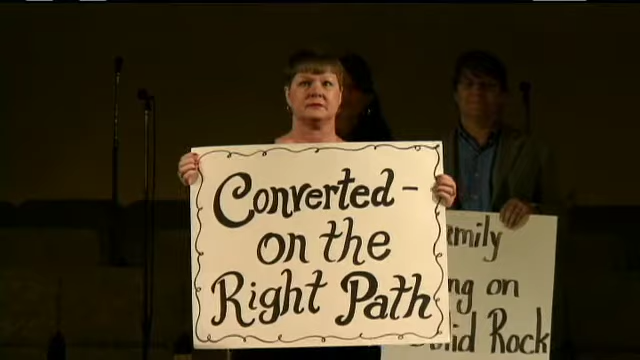 Converted -
on the
Right Path
on
Rock